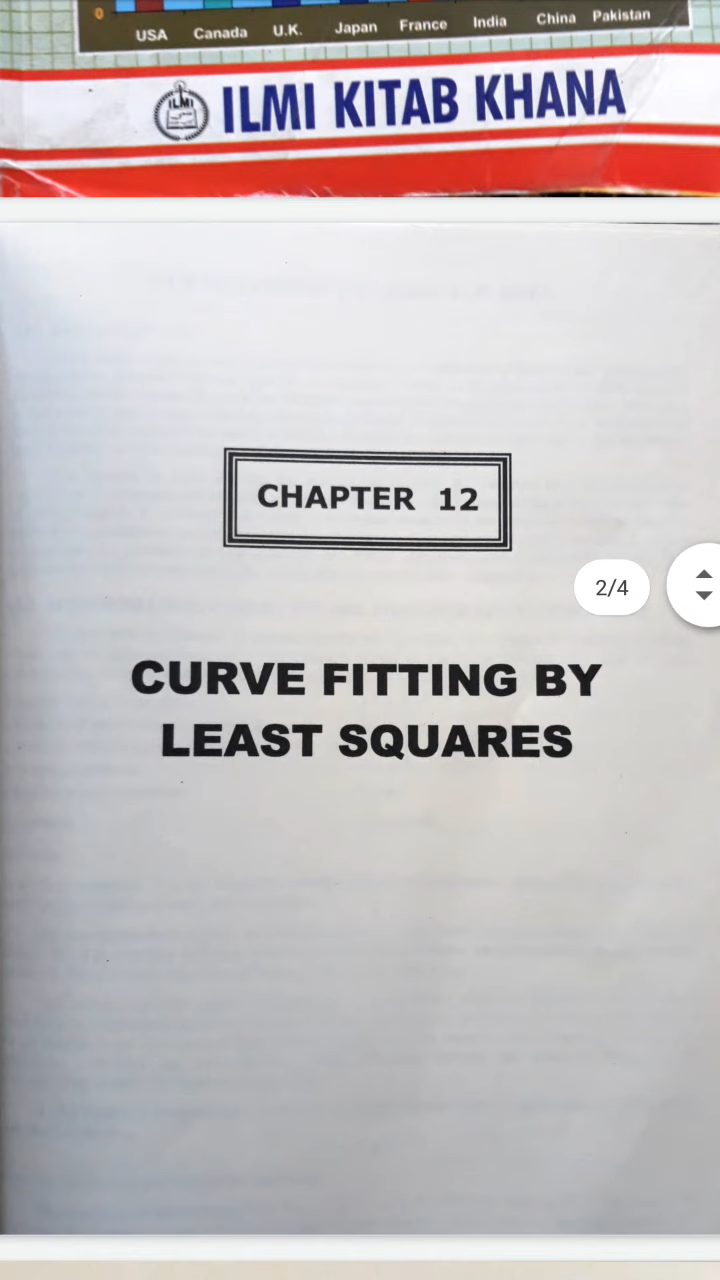 0
USA Canada U.K. Japan France India China Pakistan
ILMI
ILMI KITAB KHANA
CHAPTER 12
2/4
CURVE FITTING BY
LEAST SQUARES